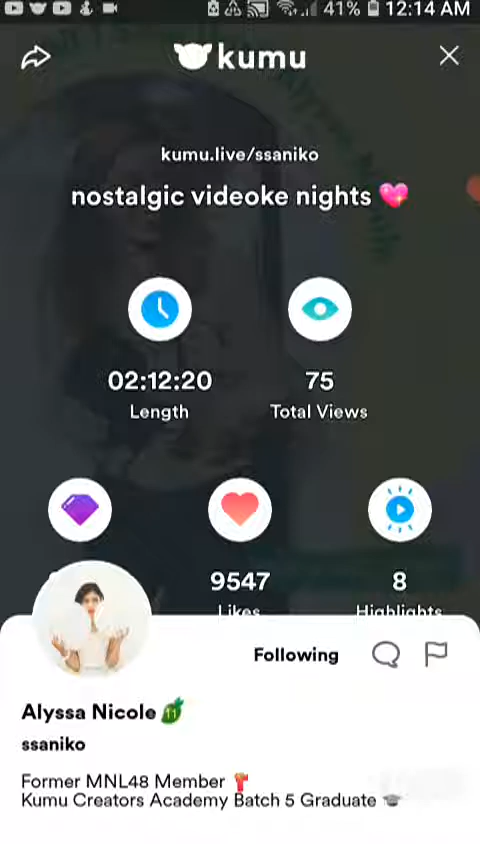 41% 12:14 AM
kumu
kumu.live/ssaniko
nostalgic videoke nights 💖
02:12:20
Length
75
Total Views
9547
Likes
8
Highlights
Following
Alyssa Nicole
11
ssaniko
Former MNL48 Member
Kumu Creators Academy Batch 5 Graduate 🎓